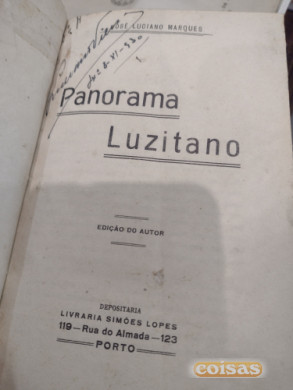 JOSÉ LUCIANO MARQUES
Panorama
Luzitano
EDIÇÃO DO AUTOR
DEPOSITARIA
LIVRARIA SIMÕES LOPES
119—Rua do Almada—123
PORTO
coisas